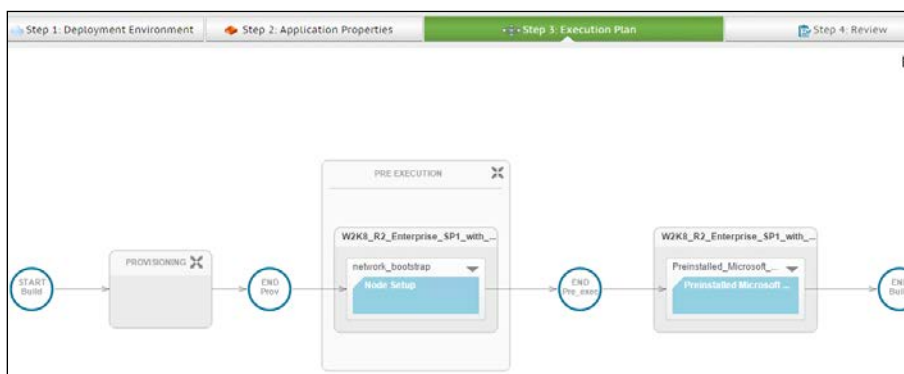 Step 1: Deployment Environment
Step 2: Application Properties
Step 3: Execution Plan
Step 4: Review
PRE EXECUTION
W2K8_R2_Enterprise_SP1_with_...
W2K8_R2_Enterprise_SP1_with_...
PROVISIONING
network_bootstrap
Preinstalled_Microsoft_...
START
Build
END
Prov
Node Setup
END
Pre_exec
Preinstalled Microsoft ...